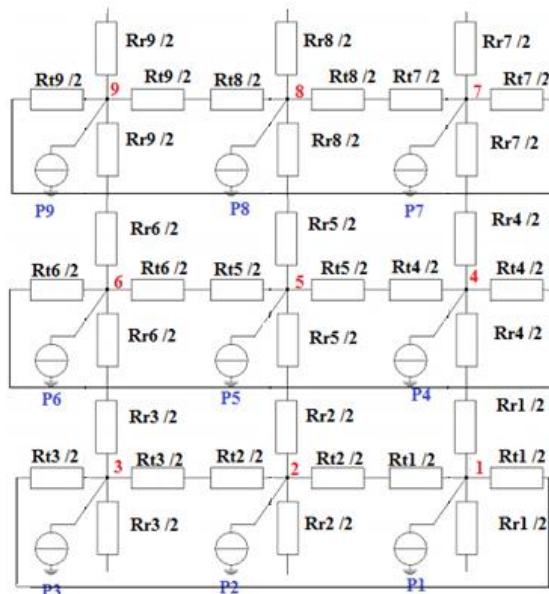 Rr9 /2 Rr8 /2 Rr7 /2
Rt9 /2 9 Rt9 /2 Rt8 /2 8 Rt8 /2 Rt7 /2 7 Rt7 /2
Rr9 /2 Rr8 /2 Rr7 /2
P9 P8 P7
Rr6 /2 Rr5 /2 Rr4 /2
Rt6 /2 6 Rt6 /2 Rt5 /2 5 Rt5 /2 Rt4 /2 4 Rt4 /2
Rr6 /2 Rr5 /2 Rr4 /2
P6 P5 P4
Rr3 /2 Rr2 /2 Rr1 /2
Rt3 /2 3 Rt3 /2 Rt2 /2 2 Rt2 /2 Rt1 /2 1 Rt1 /2
Rr3 /2 Rr2 /2 Rr1 /2
P3 P2 P1